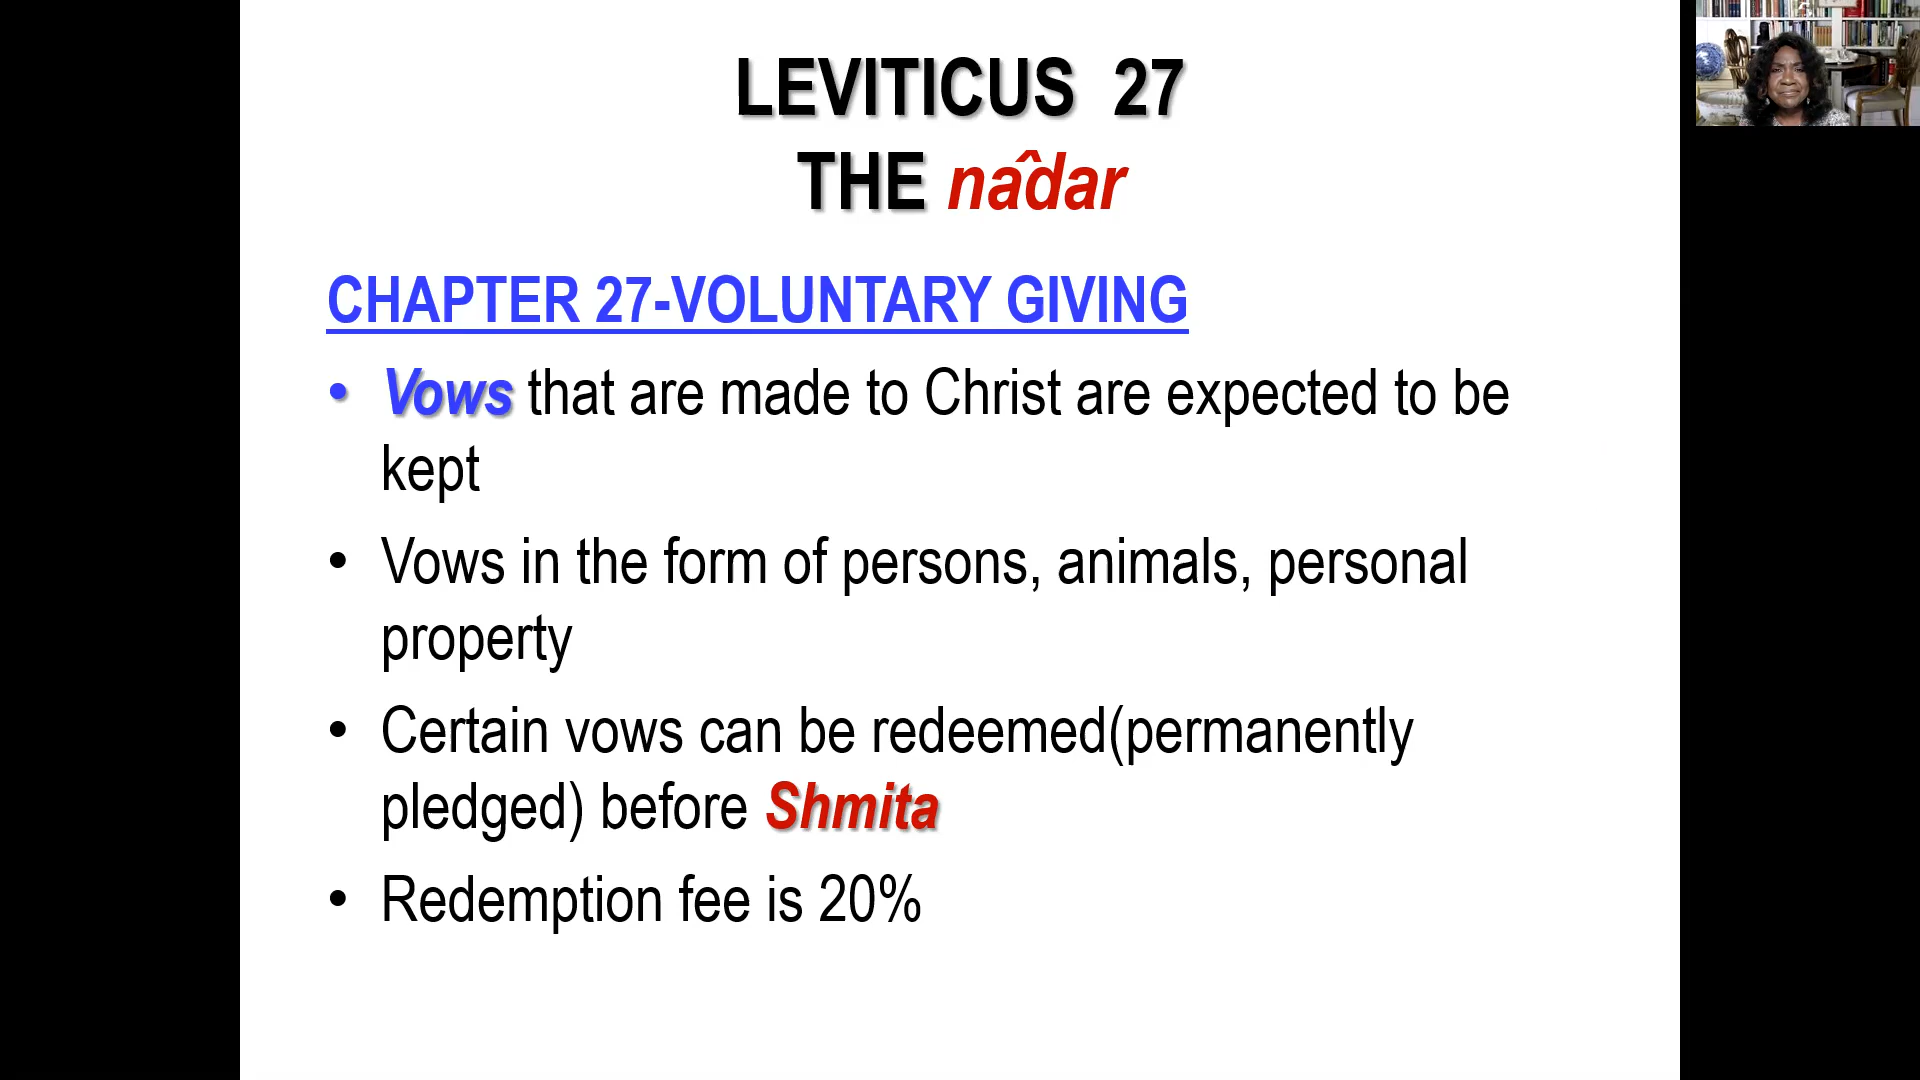 LEVITICUS 27
THE nâdar
CHAPTER 27-VOLUNTARY GIVING
• Vows that are made to Christ are expected to be
kept
• Vows in the form of persons, animals, personal
property
• Certain vows can be redeemed(permanently
pledged) before Shmita
• Redemption fee is 20%